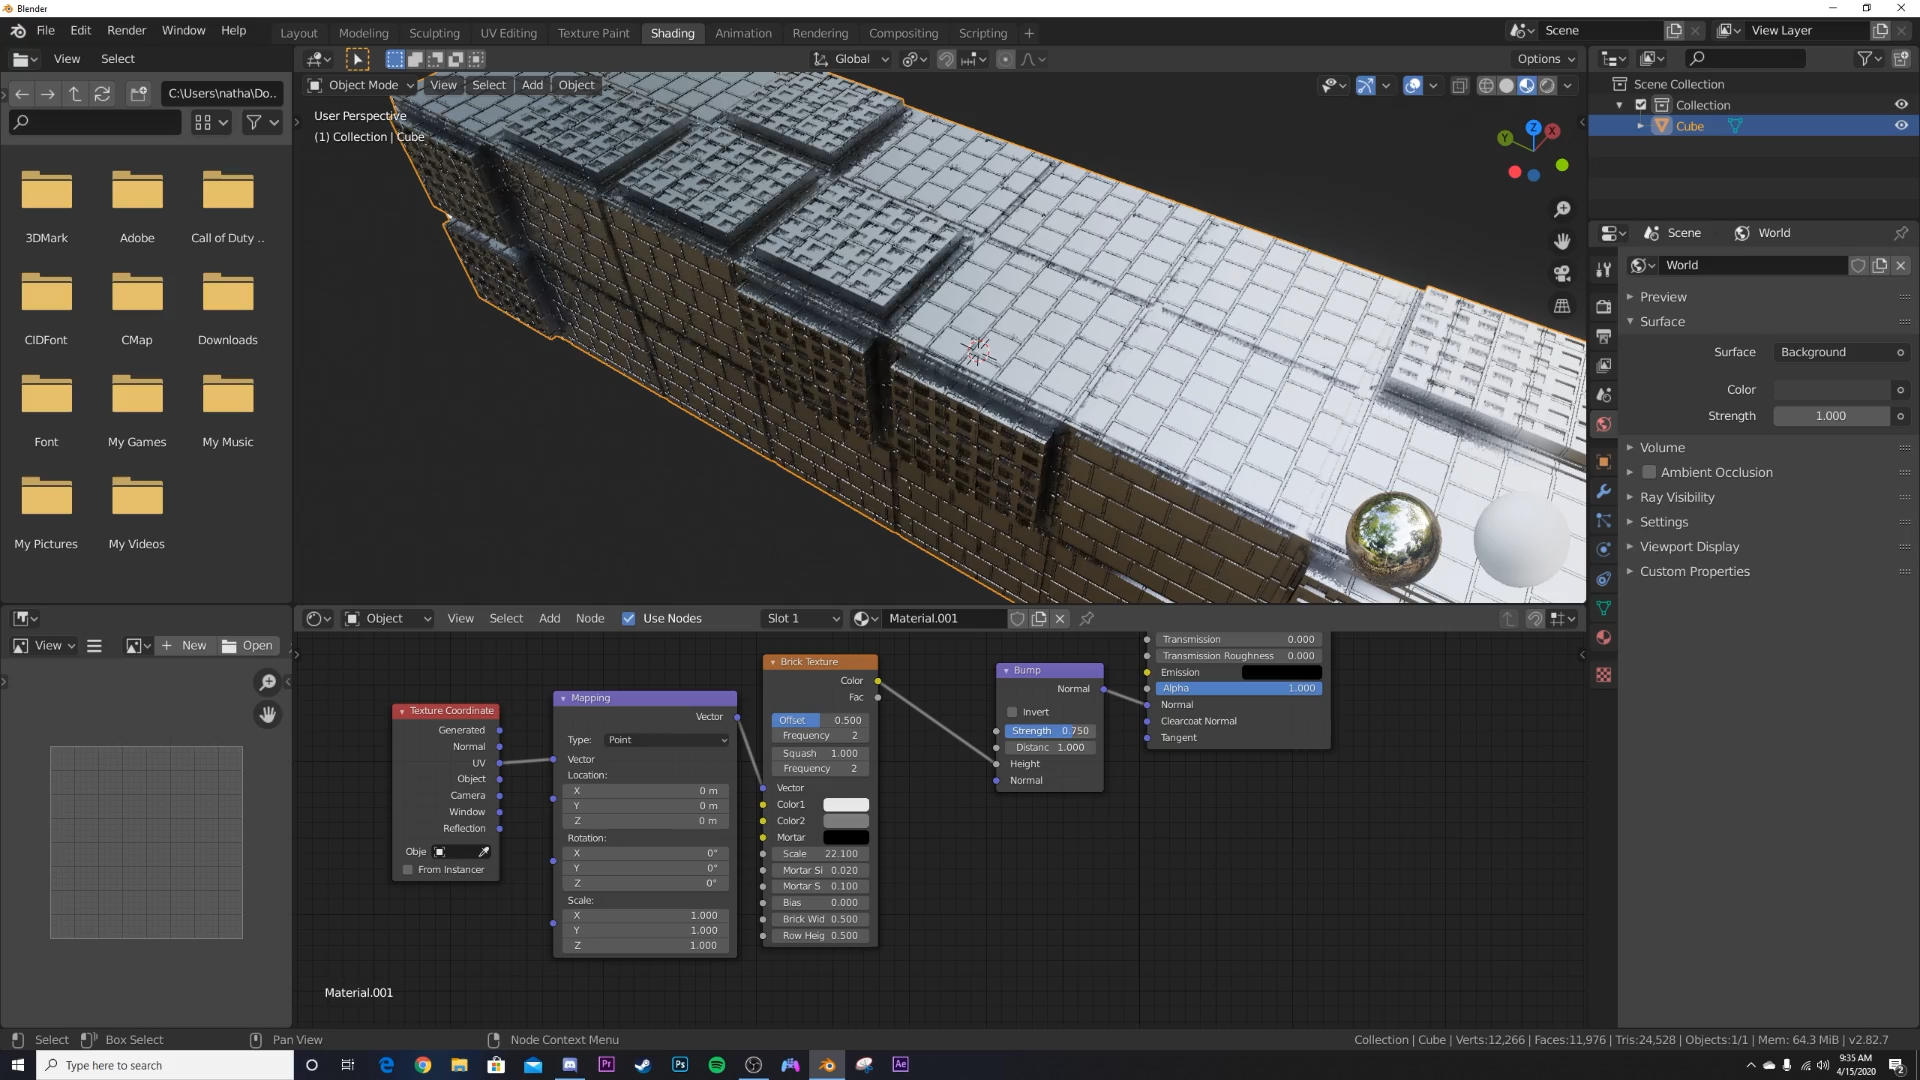 Blender
File Edit Render Window Help
Layout Modeling Sculpting UV Editing Texture Paint Shading Animation Rendering Compositing Scripting +
Scene
View Layer
View Select
Global
Options
C:\Users\natha\Do..
Object Mode View Select Add Object
User Perspective
(1) Collection | Cube
Z X Y
Scene Collection
Collection
Cube
Scene World
World
Preview
Surface
Surface Background
Color
Strength 1.000
Volume
Ambient Occlusion
Ray Visibility
Settings
Viewport Display
Custom Properties
3DMark Adobe Call of Duty ..
CIDFont CMap Downloads
Font My Games My Music
My Pictures My Videos
Object View Select Add Node Use Nodes Slot 1 Material.001
View + New Open
Texture Coordinate
Generated
Normal
UV
Object
Camera
Window
Reflection
Obje
From Instancer
Mapping
Vector
Type: Point
Vector
Location:
X 0 m
Y 0 m
Z 0 m
Rotation:
X 0°
Y 0°
Z 0°
Scale:
X 1.000
Y 1.000
Z 1.000
Brick Texture
Color
Fac
Offset 0.500
Frequency 2
Squash 1.000
Frequency 2
Vector
Color1
Color2
Mortar
Scale 22.100
Mortar Si 0.020
Mortar S 0.100
Bias 0.000
Brick Wid 0.500
Row Heig 0.500
Bump
Normal
Invert
Strength 0.750
Distanc 1.000
Height
Normal
Transmission 0.000
Transmission Roughness 0.000
Emission
Alpha 1.000
Normal
Clearcoat Normal
Tangent
Material.001
Select Box Select Pan View Node Context Menu
Collection | Cube | Verts:12,266 | Faces:11,976 | Tris:24,528 | Objects:1/1 | Mem: 64.3 MiB | v2.82.7
Type here to search
Pr Ps Ae
9:35 AM
4/15/2020
2